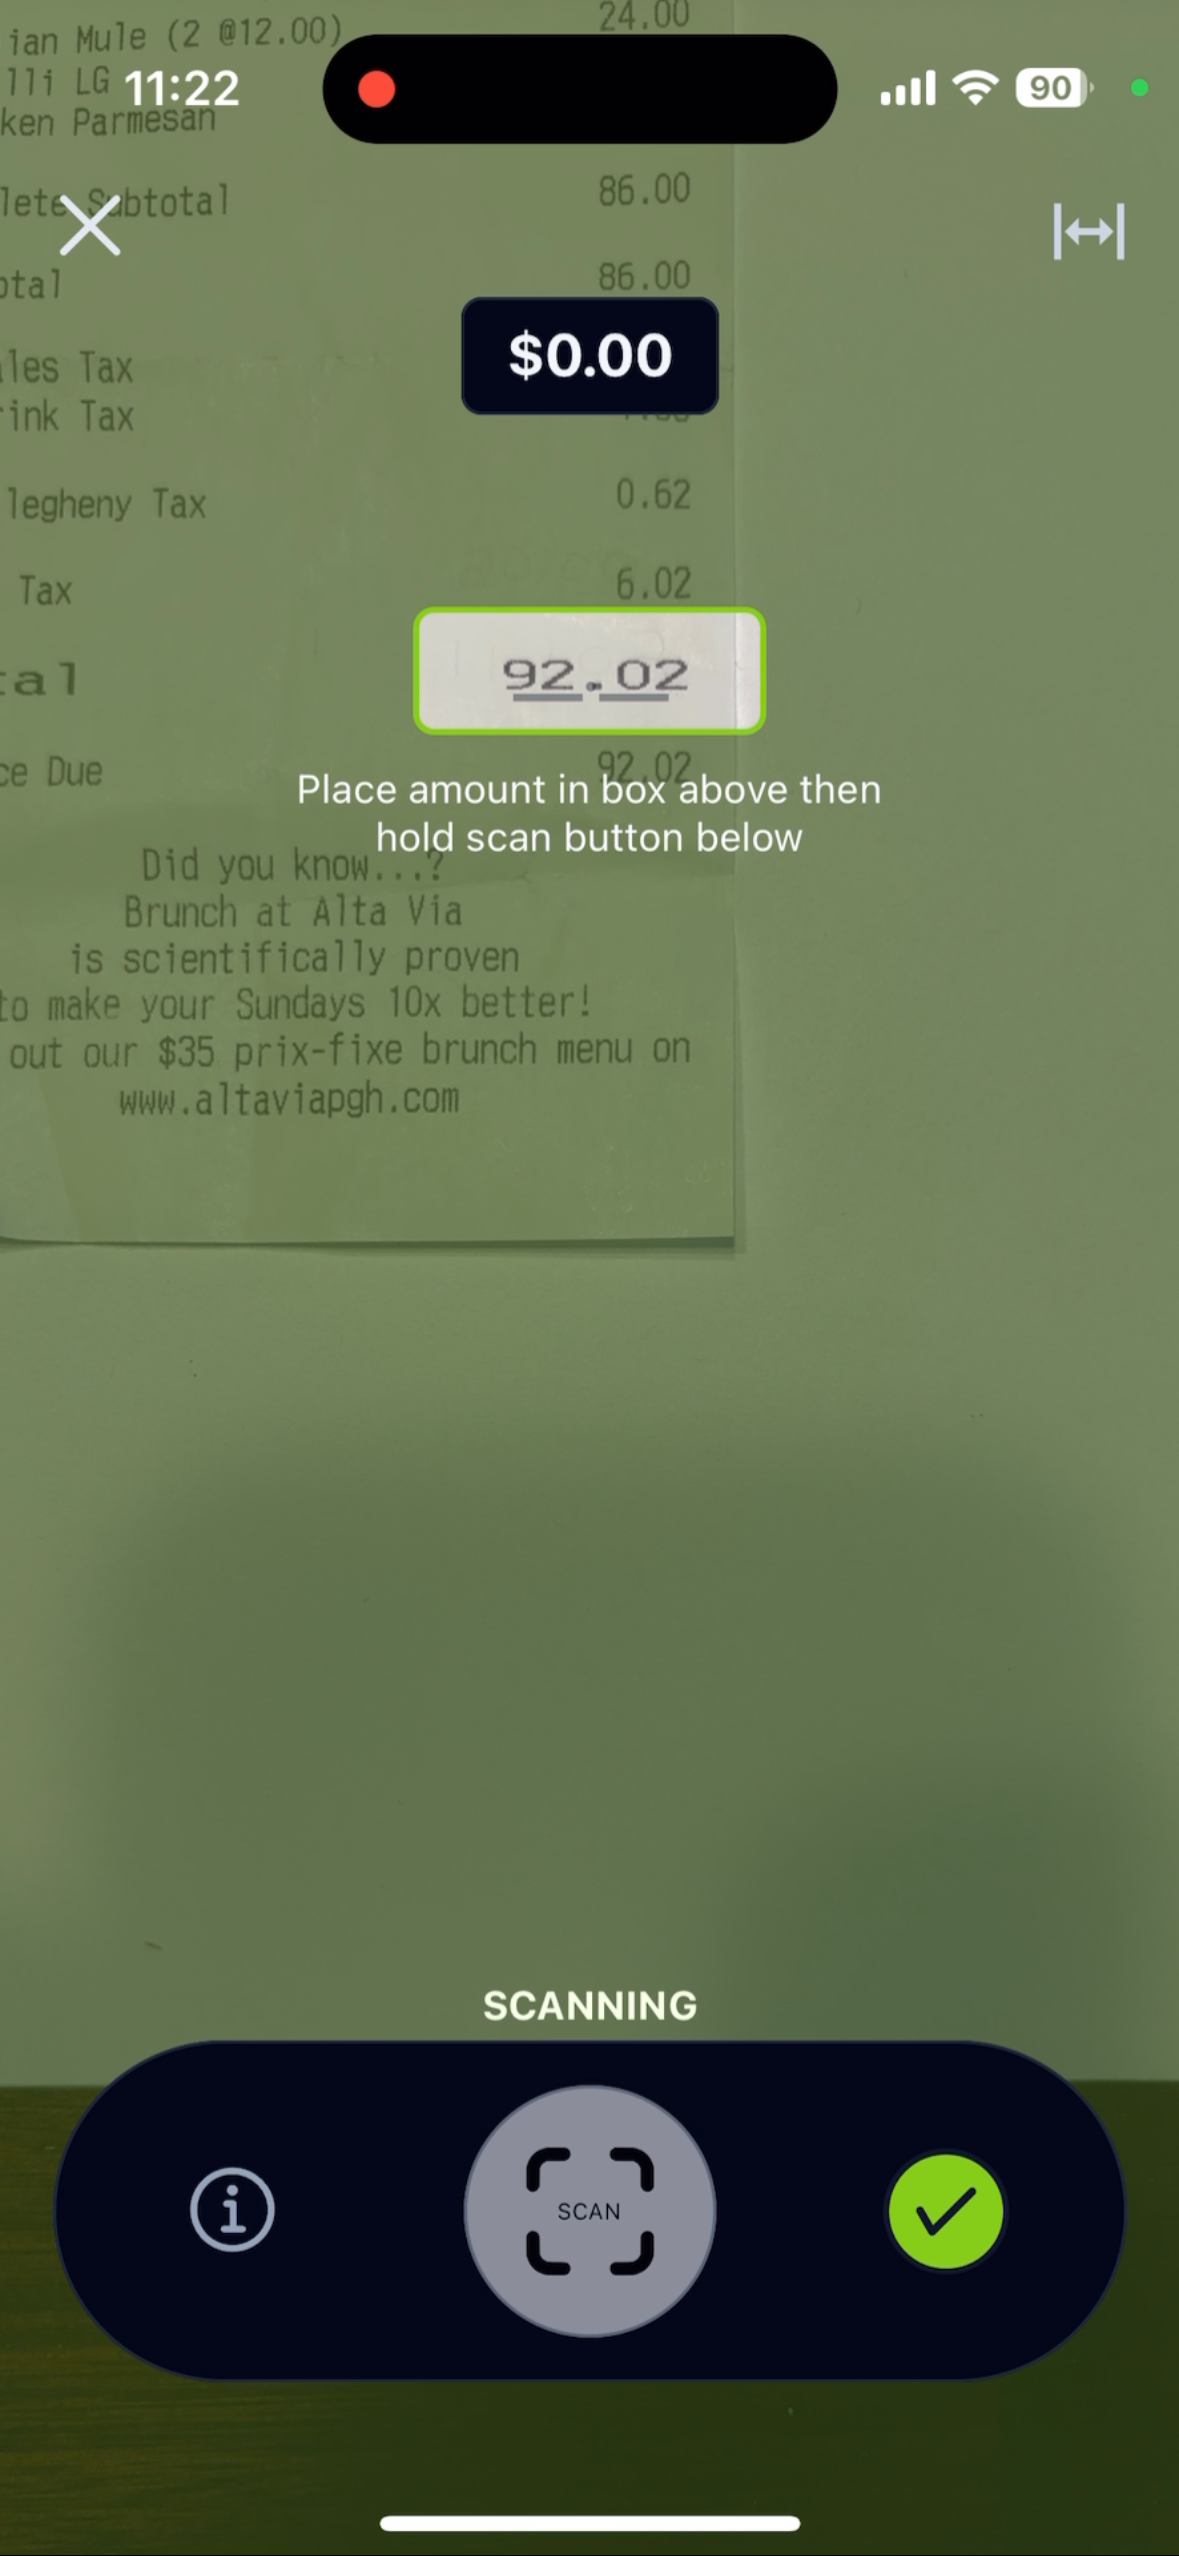 ian Mule (2 @12.00) 24.00
11:22 90
lli LG
ken Parmesan
lete Subtotal 86.00
otal 86.00
$0.00
ales Tax
rink Tax
legheny Tax 0.62
Tax 6.02
tal 92.02
ce Due 92.02
Place amount in box above then
hold scan button below
Did you know...?
Brunch at Alta Via
is scientifically proven
to make your Sundays 10x better!
out our $35 prix-fixe brunch menu on
www.altaviapgh.com
SCANNING
SCAN